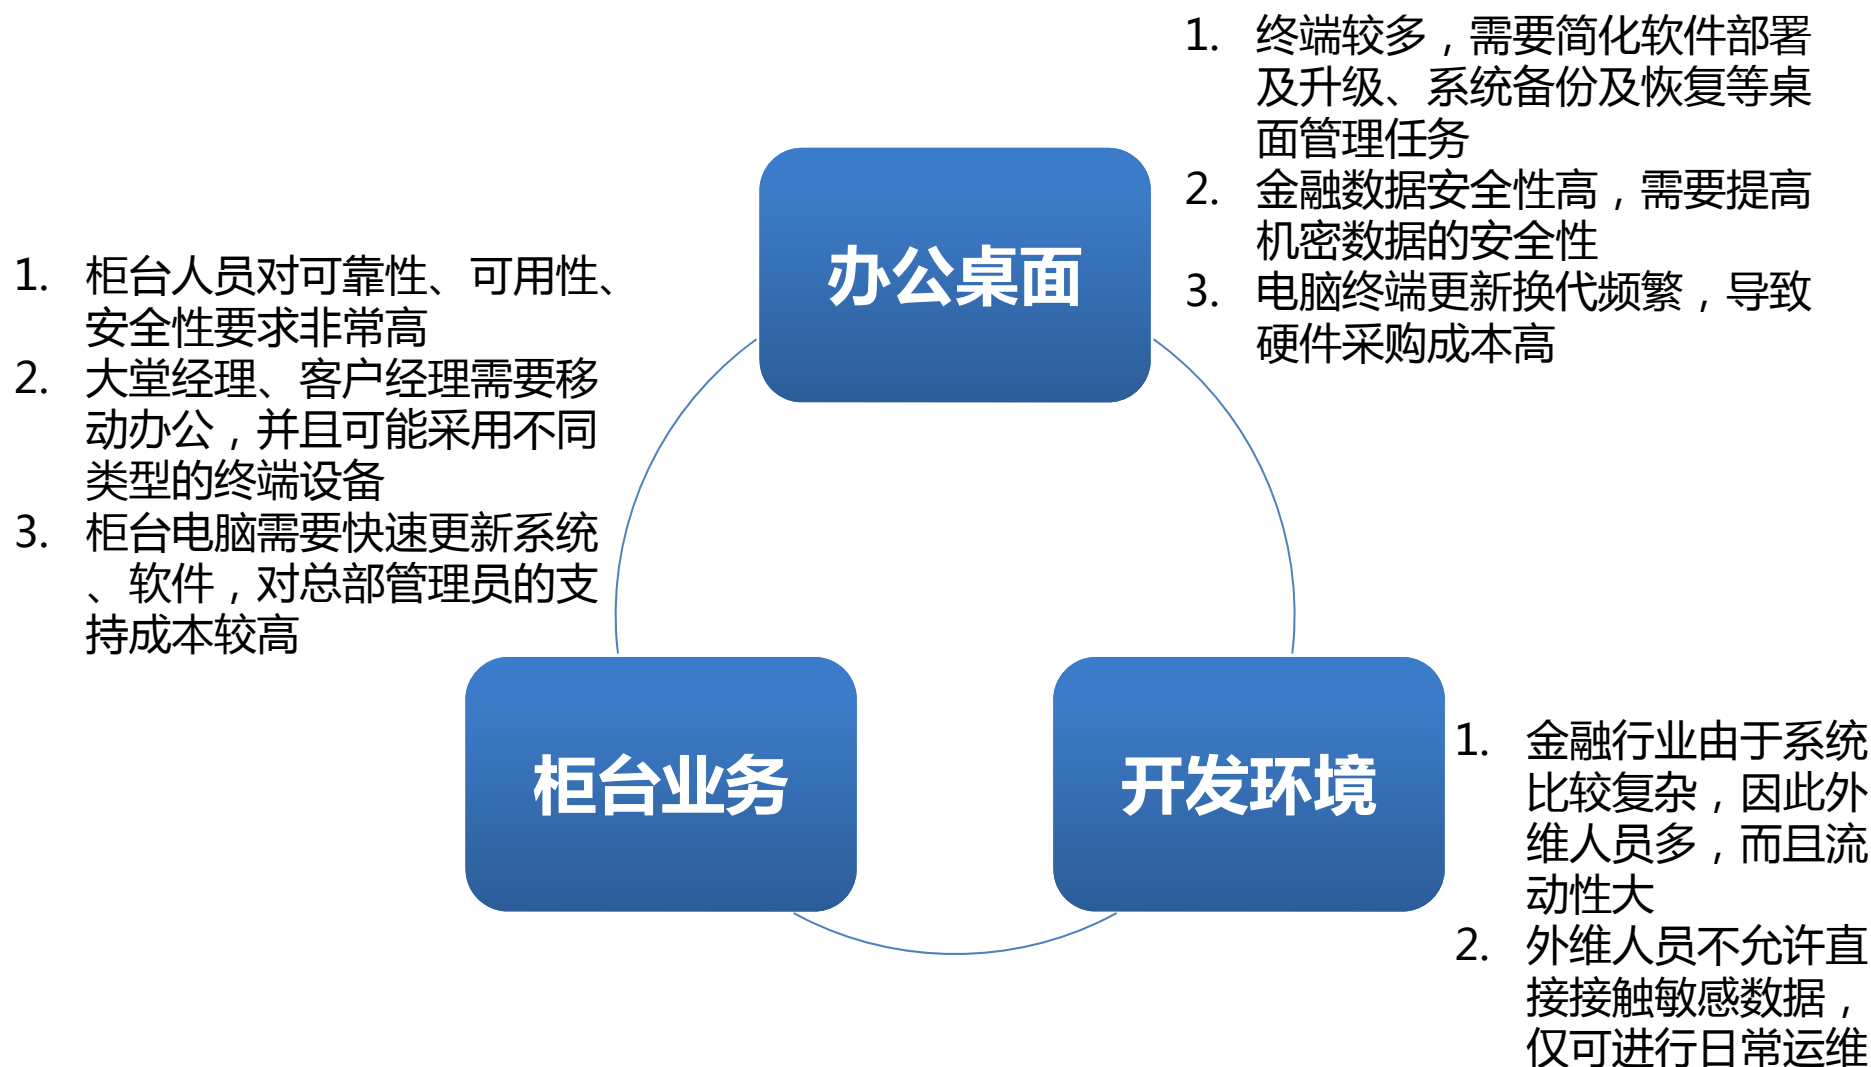 1. 终端较多，需要简化软件部署
及升级、系统备份及恢复等桌
面管理任务
2. 金融数据安全性高，需要提高
机密数据的安全性
3. 电脑终端更新换代频繁，导致
硬件采购成本高
办公桌面
1. 柜台人员对可靠性、可用性、
安全性要求非常高
2. 大堂经理、客户经理需要移
动办公，并且可能采用不同
类型的终端设备
3. 柜台电脑需要快速更新系统
、软件，对总部管理员的支
持成本较高
柜台业务
开发环境
1. 金融行业由于系统
比较复杂，因此外
维人员多，而且流
动性大
2. 外维人员不允许直
接接触敏感数据，
仅可进行日常运维